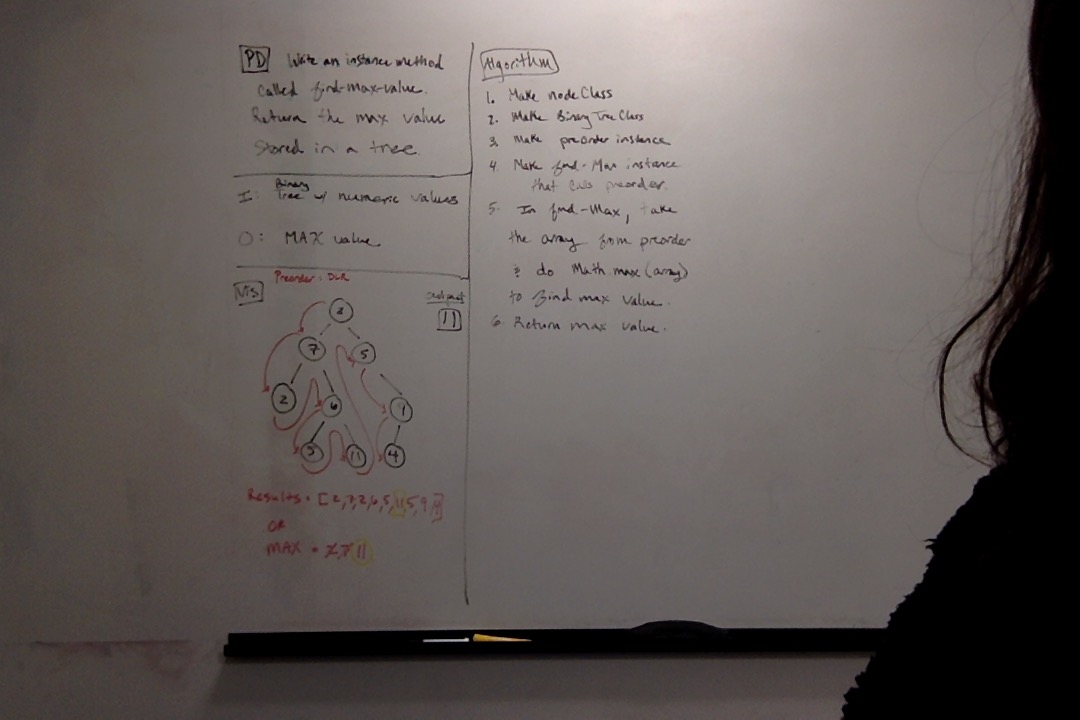 PD Write an instance method
called find-max-value.
Return the max value
stored in a tree.
I: Binary Tree w/ numeric values
O: MAX value
Preorder: DLR
Vis
Output
11
2
7
5
2
6
5
11
4
Results = [2,7,2,6,5,11,5,9,4]
OR
MAX = 2,7 11
Algorithm
1. Make node Class
2. Make Binary Tree Class
3. Make preorder instance
4. Make find-Max instance
that calls preorder.
5. In find-Max, take
the array from preorder
& do Math.max(array)
to find max value.
6. Return max value.